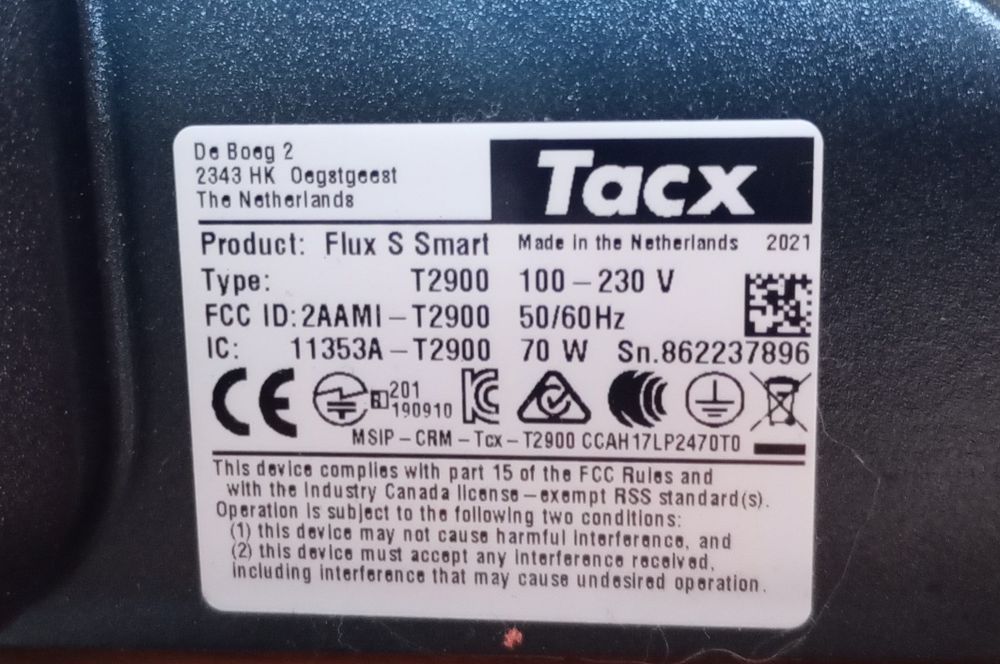 De Boeg 2
2343 HK Oegstgeest
The Netherlands
Tacx
Product: Flux S Smart
Made in the Netherlands 2021
Type: T2900
100 – 230 V
FCC ID: 2AAMI – T2900
50/60Hz
IC: 11353A – T2900
70 W Sn.862237896
CE
R 201
190910
KC
MSIP – CRM – Tcx – T2900 CCAH17LP2470T0
This device complies with part 15 of the FCC Rules and
with the Industry Canada license – exempt RSS standard(s).
Operation is subject to the following two conditions:
(1) this device may not cause harmful interference, and
(2) this device must accept any interference received,
including interference that may cause undesired operation.